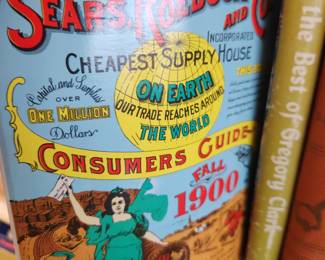 SEARS, ROEBUCK
AND CO
INCORPORATED
CHEAPEST SUPPLY HOUSE
ON EARTH
Capital and Surplus
OVER
ONE MILLION
Dollars
OUR TRADE REACHES AROUND
THE WORLD
CONSUMERS GUIDE
FALL
1900
the Best of Gregory Clark